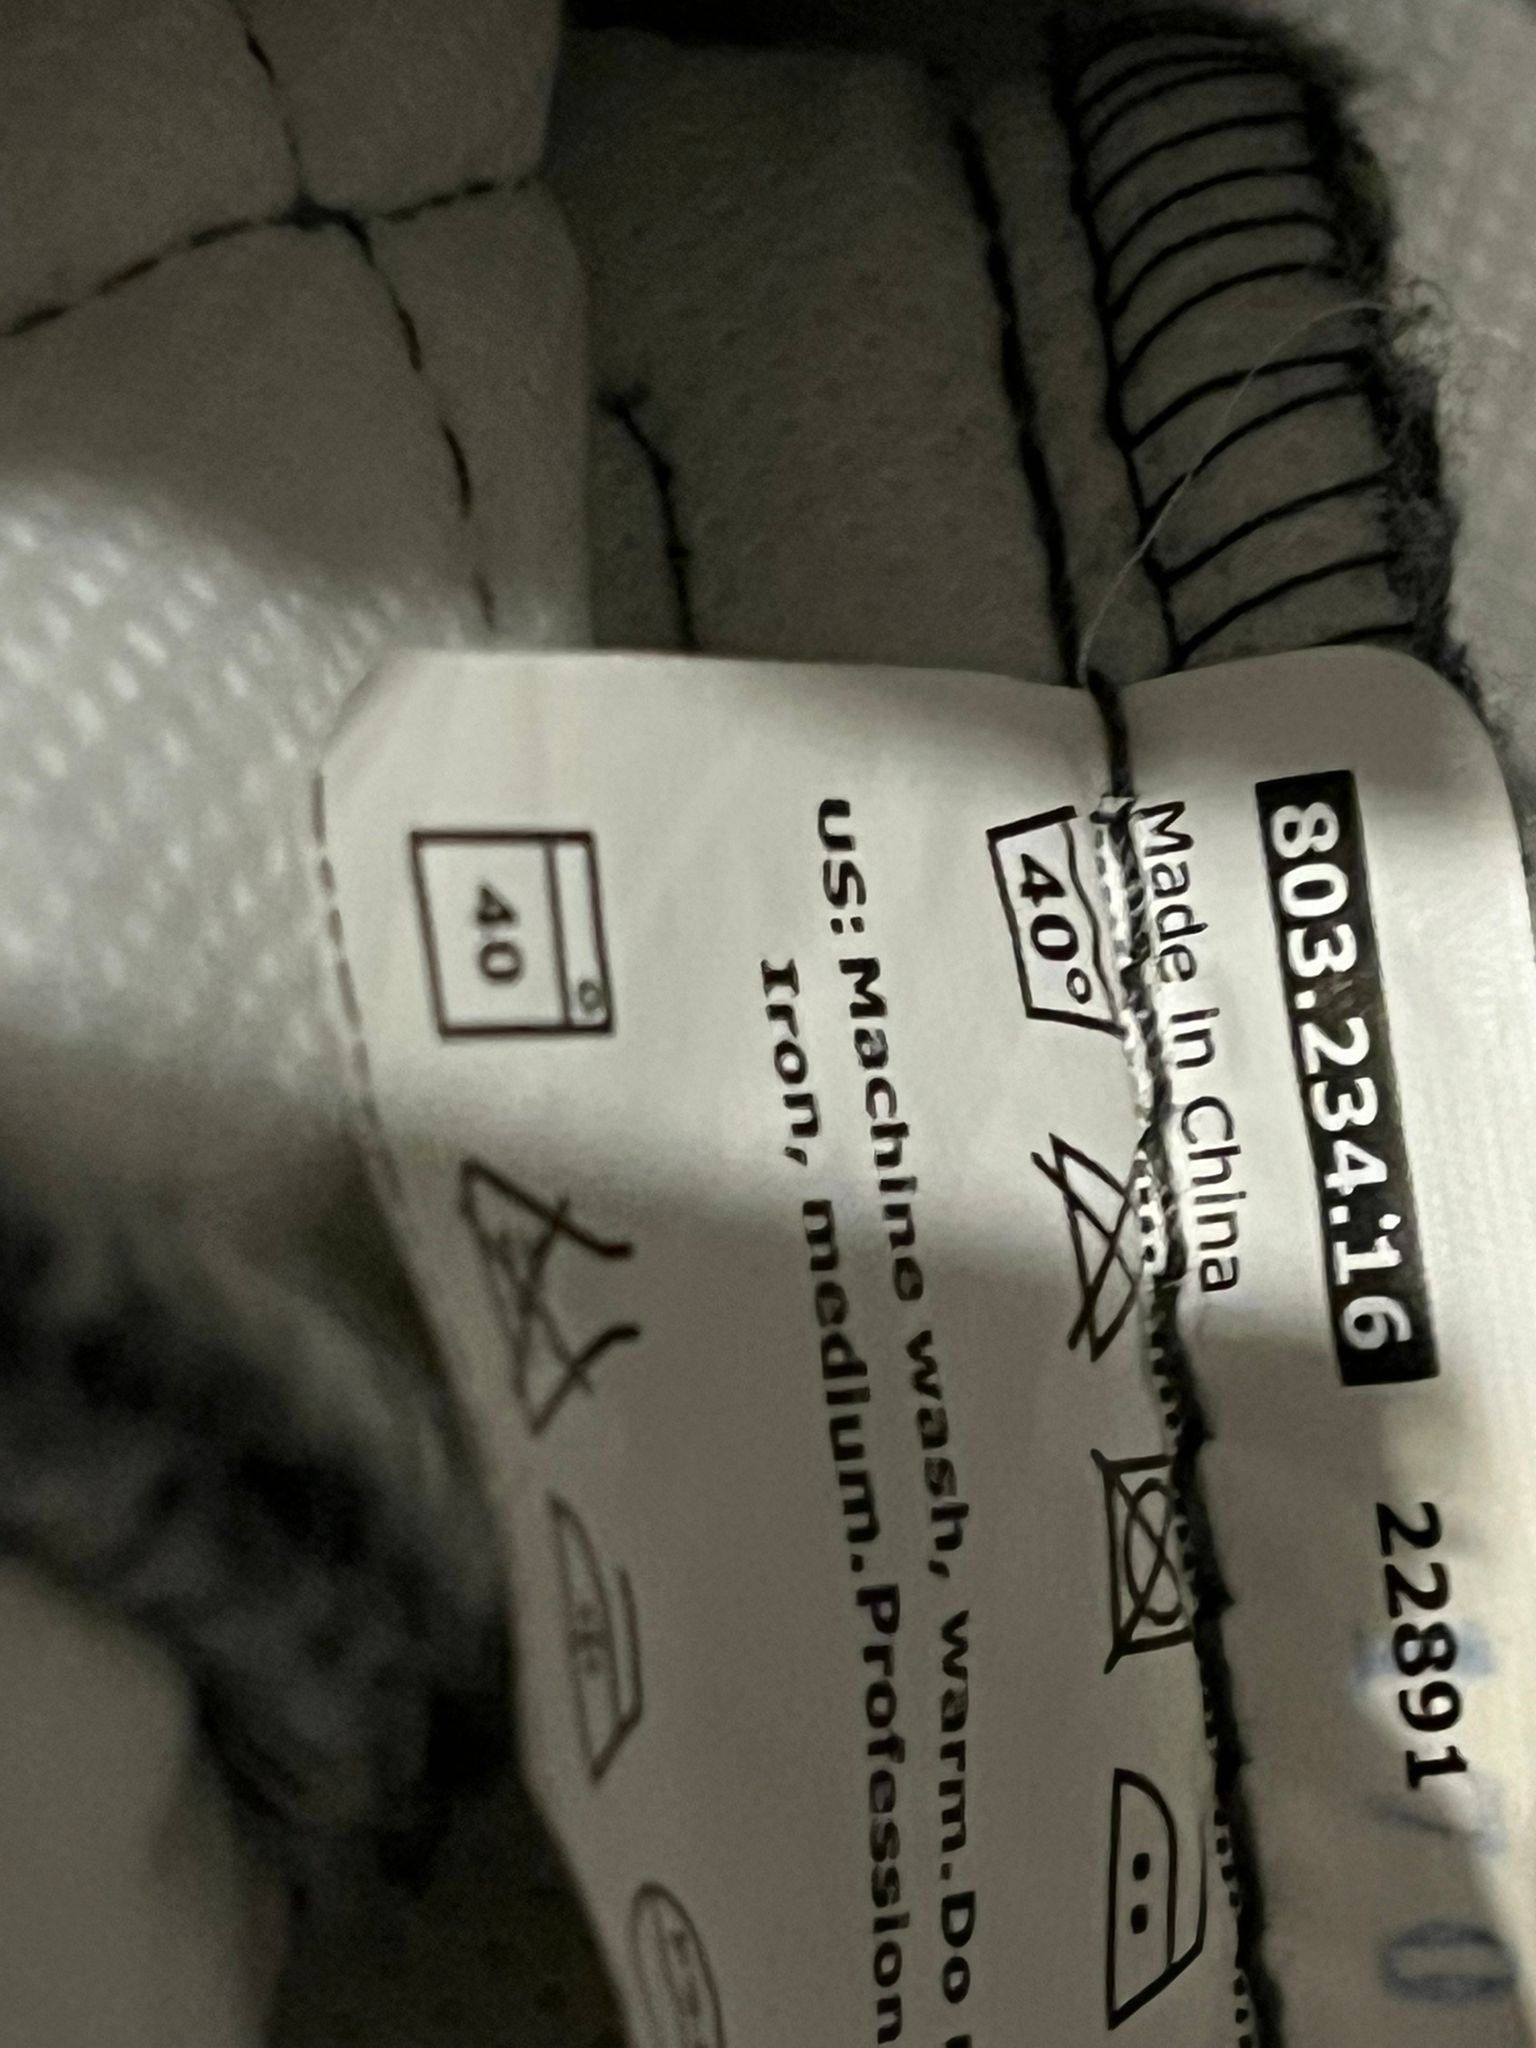 803.234.16 22891
Made in China
40°
US: Machine wash, warm. Do
Iron, medium. Profession
40